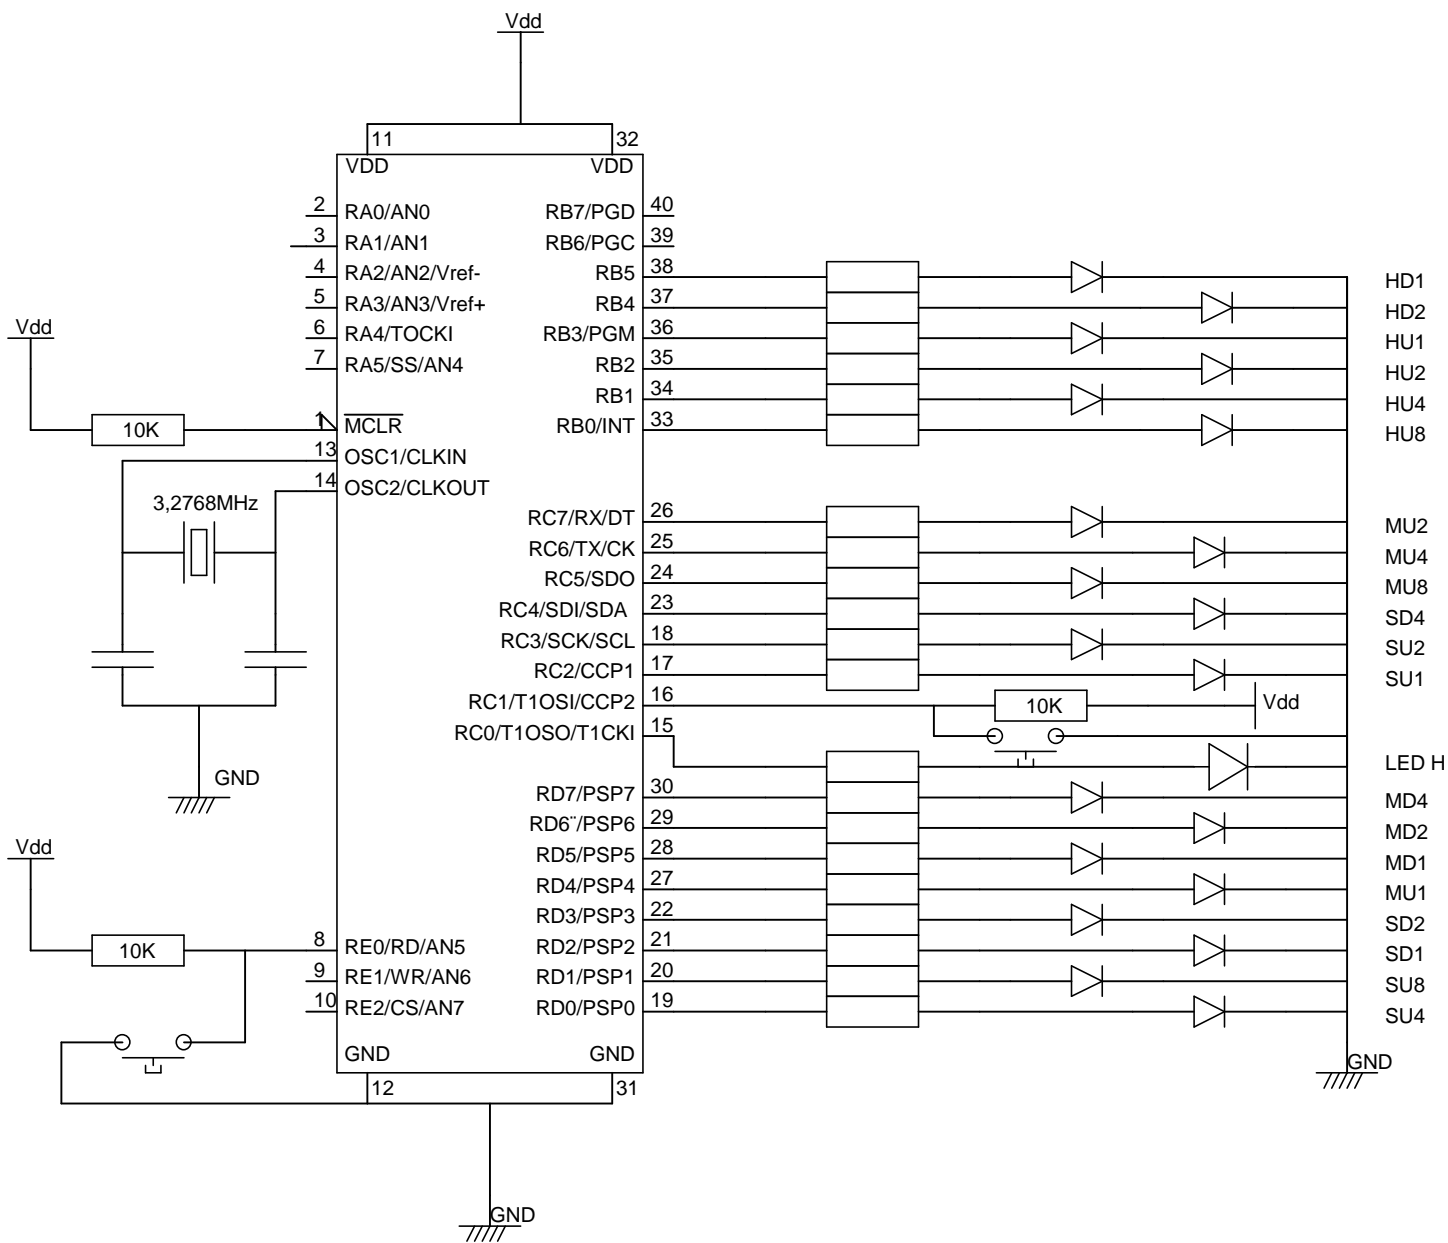 Vdd
11 32
VDD VDD
2 RA0/AN0 RB7/PGD 40
3 RA1/AN1 RB6/PGC 39
4 RA2/AN2/Vref- RB5 38 HD1
5 RA3/AN3/Vref+ RB4 37 HD2
Vdd 6 RA4/TOCKI RB3/PGM 36 HU1
7 RA5/SS/AN4 RB2 35 HU2
RB1 34 HU4
10K 1 MCLR RB0/INT 33 HU8
13 OSC1/CLKIN
14 OSC2/CLKOUT
3,2768MHz
RC7/RX/DT 26 MU2
RC6/TX/CK 25 MU4
RC5/SDO 24 MU8
RC4/SDI/SDA 23 SD4
RC3/SCK/SCL 18 SU2
RC2/CCP1 17 SU1
RC1/T1OSI/CCP2 16 10K Vdd
RC0/T1OSO/T1CKI 15
LED H
GND
RD7/PSP7 30 MD4
RD6¨/PSP6 29 MD2
Vdd RD5/PSP5 28 MD1
RD4/PSP4 27 MU1
RD3/PSP3 22 SD2
10K 8 RE0/RD/AN5 RD2/PSP2 21 SD1
9 RE1/WR/AN6 RD1/PSP1 20 SU8
10 RE2/CS/AN7 RD0/PSP0 19 SU4
GND GND
GND
12 31
GND